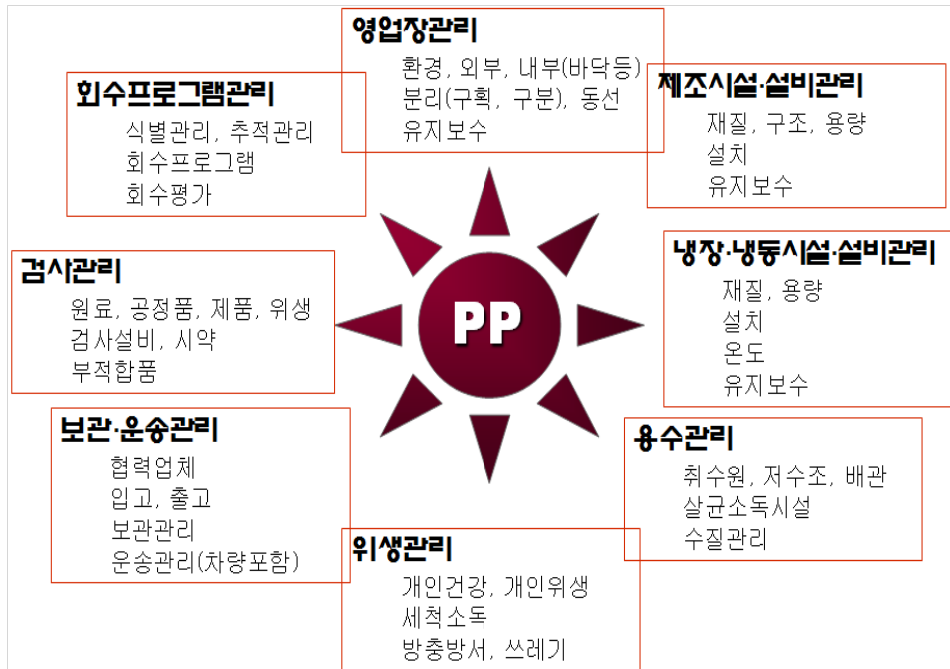 영업장관리
환경, 외부, 내부(바닥등)
분리(구획, 구분), 동선
유지보수
제조시설·설비관리
재질, 구조, 용량
설치
유지보수
냉장·냉동시설·설비관리
재질, 용량
설치
온도
유지보수
용수관리
취수원, 저수조, 배관
살균소독시설
수질관리
위생관리
개인건강, 개인위생
세척소독
방충방서, 쓰레기
보관·운송관리
협력업체
입고, 출고
보관관리
운송관리(차량포함)
검사관리
원료, 공정품, 제품, 위생
검사설비, 시약
부적합품
회수프로그램관리
식별관리, 추적관리
회수프로그램
회수평가
PP